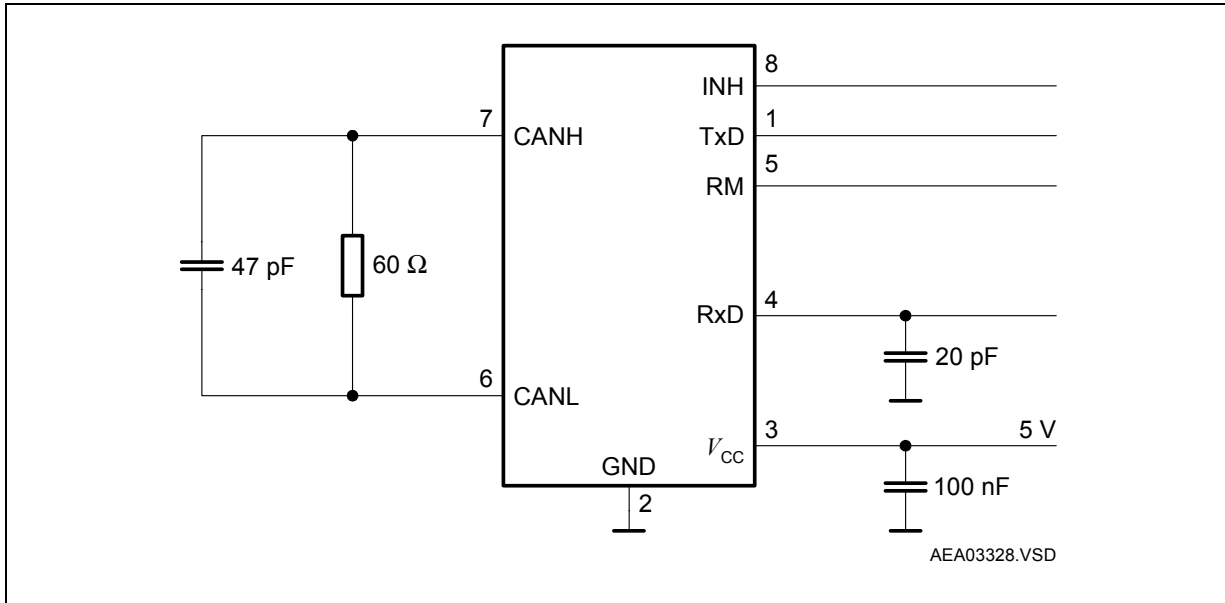 8
INH
1
7
CANH
TxD
5
RM
47 pF
60 Ω
4
RxD
20 pF
6
CANL
3
5 V
VCC
GND
100 nF
2
AEA03328.VSD